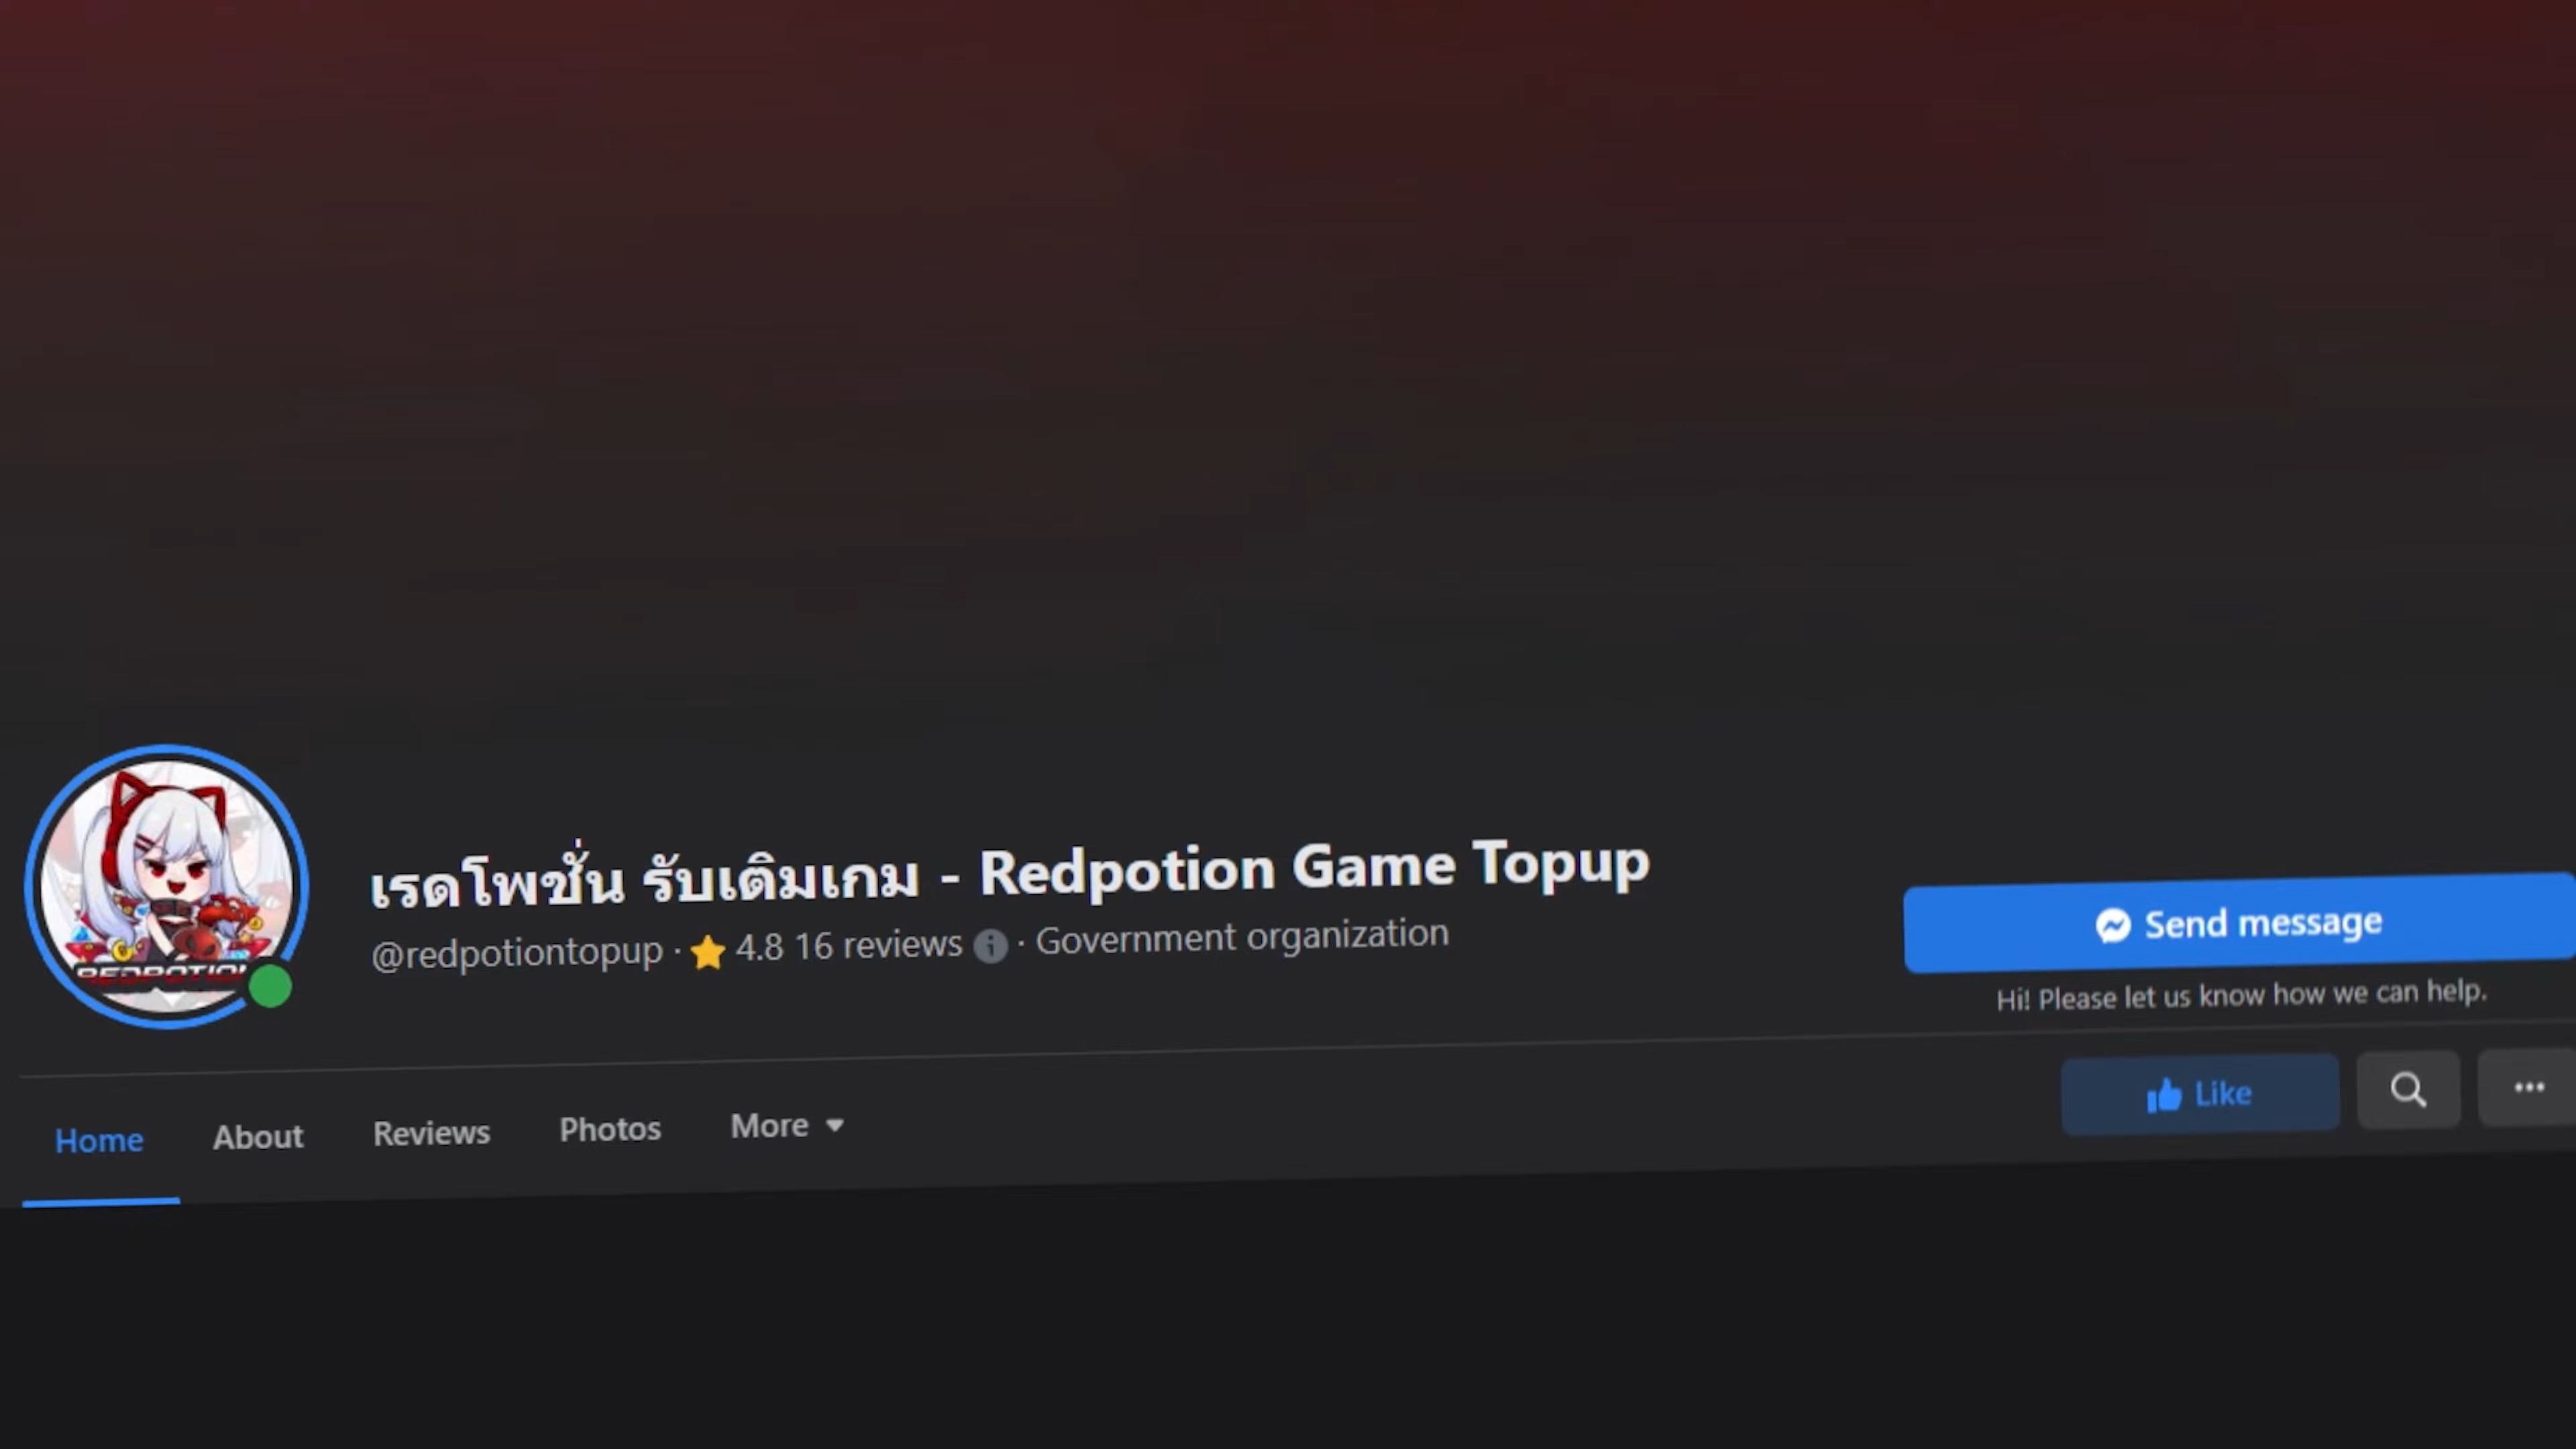 เรดโพชั่น รับเติมเกม - Redpotion Game Topup
@redpotiontopup · 4.8 16 reviews · Government organization
REDPOTION
Send message
Hi! Please let us know how we can help.
Like
Home About Reviews Photos More